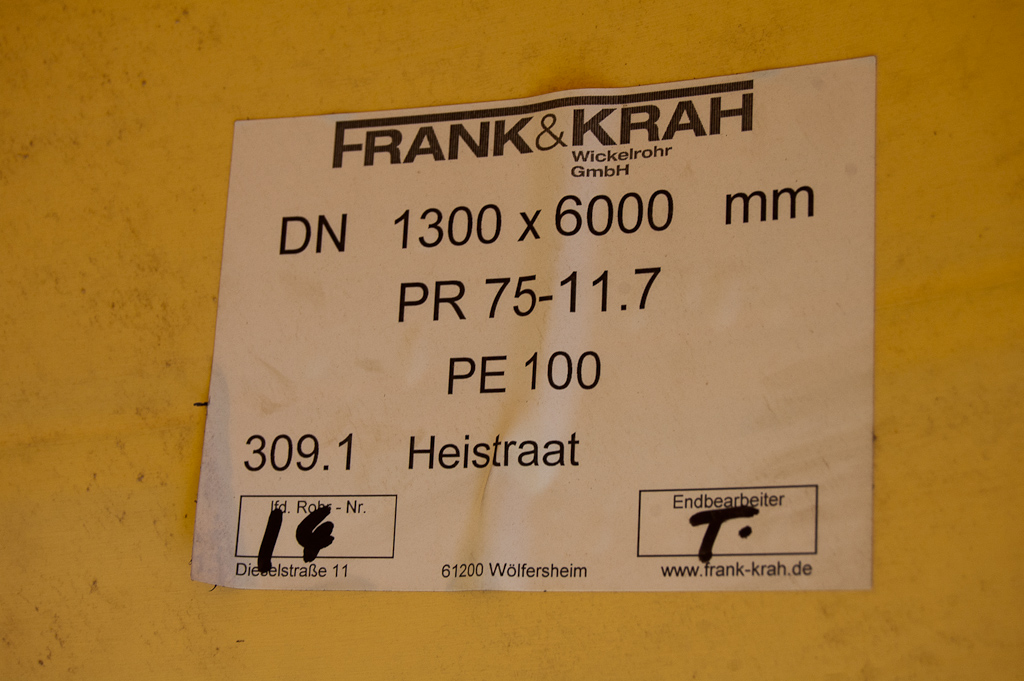 FRANK&KRAH
Wickelrohr
GmbH
DN 1300 x 6000 mm
PR 75-11.7
PE 100
309.1 Heistraat
lfd. Rohr - Nr.
Endbearbeiter
T.
Dieselstraße 11 61200 Wölfersheim www.frank-krah.de